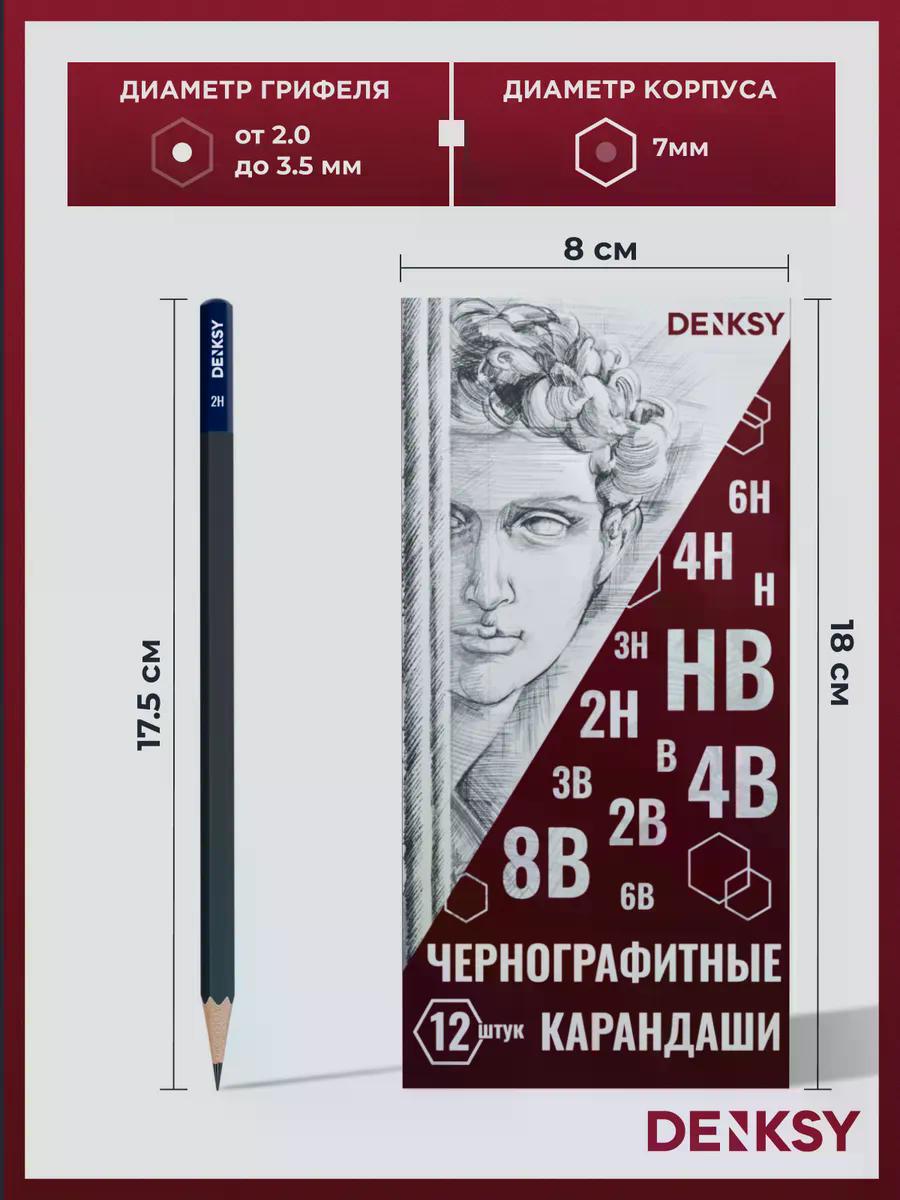 ДИАМЕТР ГРИФЕЛЯ
от 2.0
до 3.5 мм
ДИАМЕТР КОРПУСА
7мм
8 см
17.5 см
DENKSY
2H
DENKSY
6H
4H
H
3H
HB
2H
B
4B
3B
2B
8B
6B
ЧЕРНОГРАФИТНЫЕ
12 штук КАРАНДАШИ
18 см
DENKSY